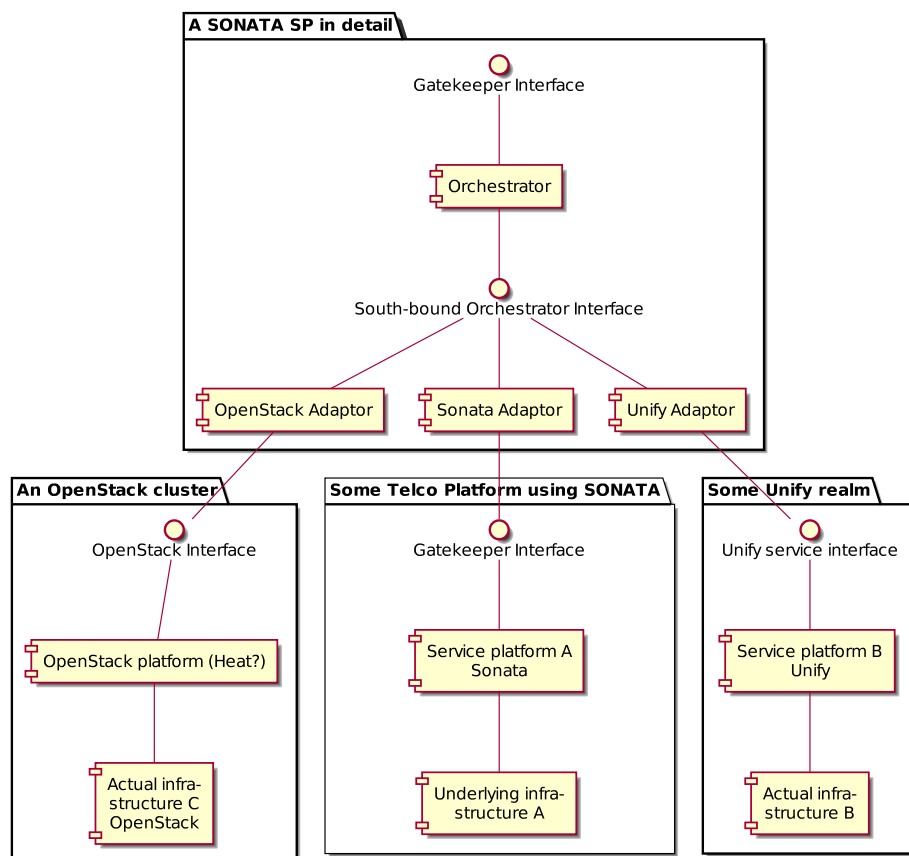 A SONATA SP in detail
Gatekeeper Interface
Orchestrator
South-bound Orchestrator Interface
OpenStack Adaptor
Sonata Adaptor
Unify Adaptor
An OpenStack cluster
OpenStack Interface
OpenStack platform (Heat?)
Actual infra-
structure C
OpenStack
Some Telco Platform using SONATA
Gatekeeper Interface
Service platform A
Sonata
Underlying infra-
structure A
Some Unify realm
Unify service interface
Service platform B
Unify
Actual infra-
structure B